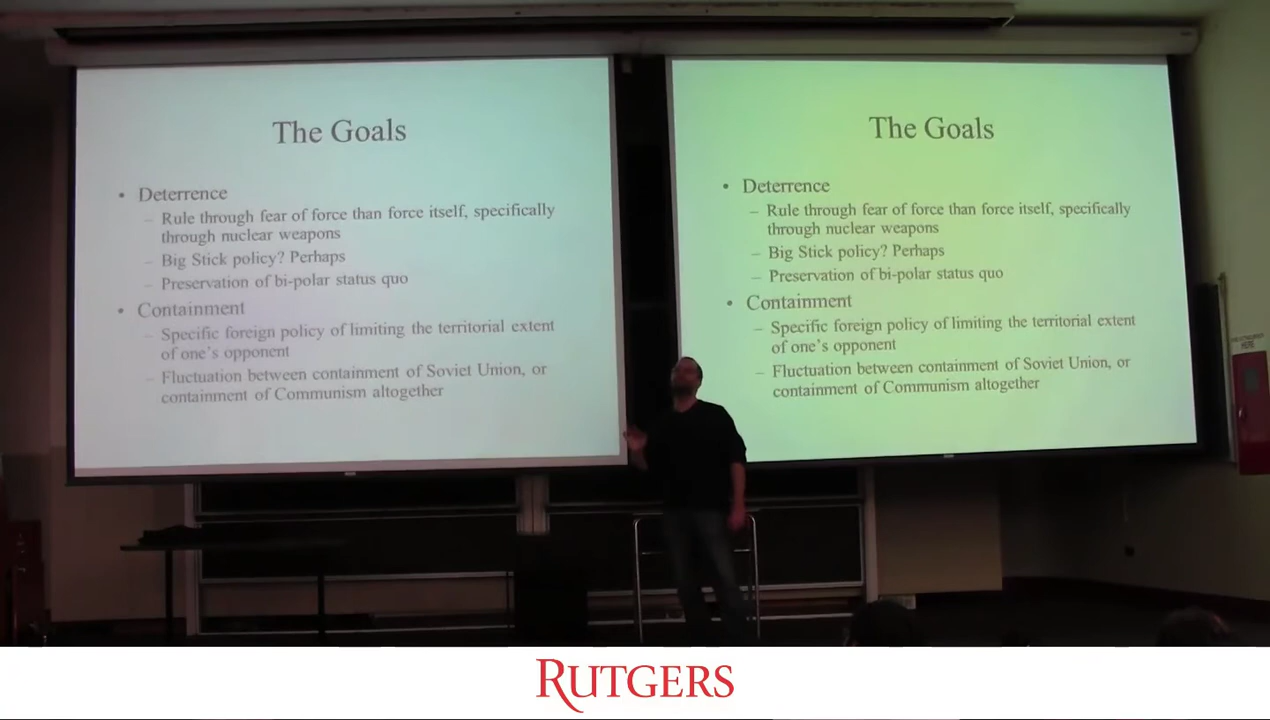 The Goals
• Deterrence
– Rule through fear of force than force itself, specifically
through nuclear weapons
– Big Stick policy? Perhaps
– Preservation of bi-polar status quo
• Containment
– Specific foreign policy of limiting the territorial extent
of one's opponent
– Fluctuation between containment of Soviet Union, or
containment of Communism altogether
The Goals
• Deterrence
– Rule through fear of force than force itself, specifically
through nuclear weapons
– Big Stick policy? Perhaps
– Preservation of bi-polar status quo
• Containment
– Specific foreign policy of limiting the territorial extent
of one's opponent
– Fluctuation between containment of Soviet Union, or
containment of Communism altogether
HERE
RUTGERS